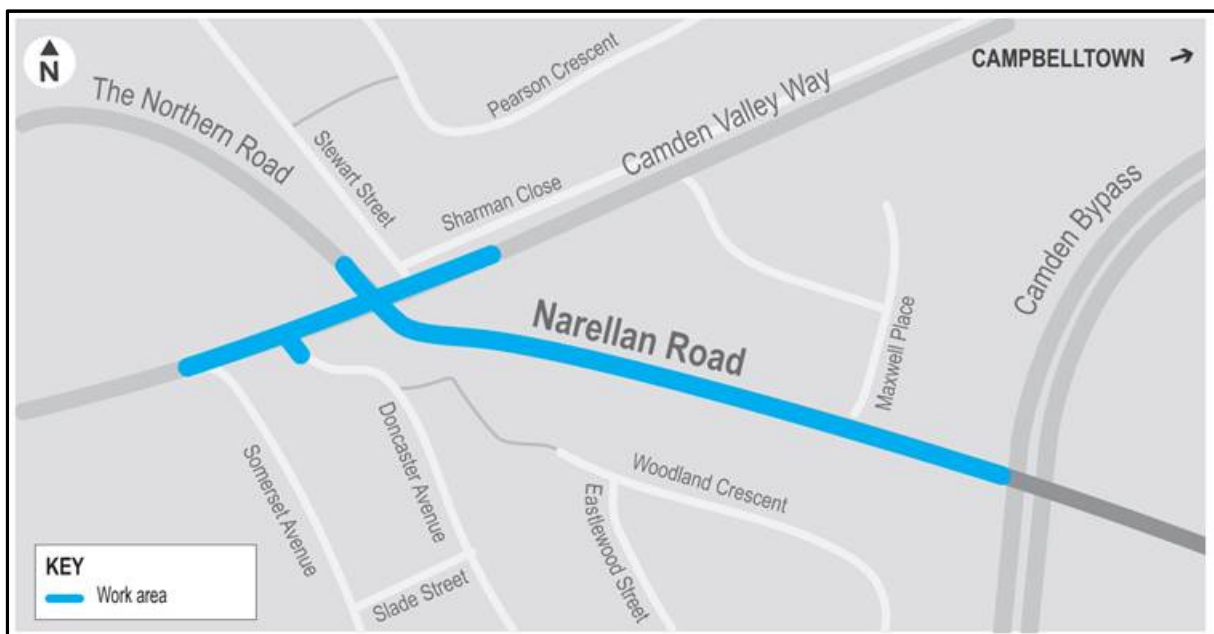 N
CAMPBELLTOWN
The Northern Road
Pearson Crescent
Camden Valley Way
Stewart Street
Sharman Close
Camden Bypass
Narellan Road
Maxwell Place
Somerset Avenue
Doncaster Avenue
Woodland Crescent
Eastlewood Street
Slade Street
KEY
Work area